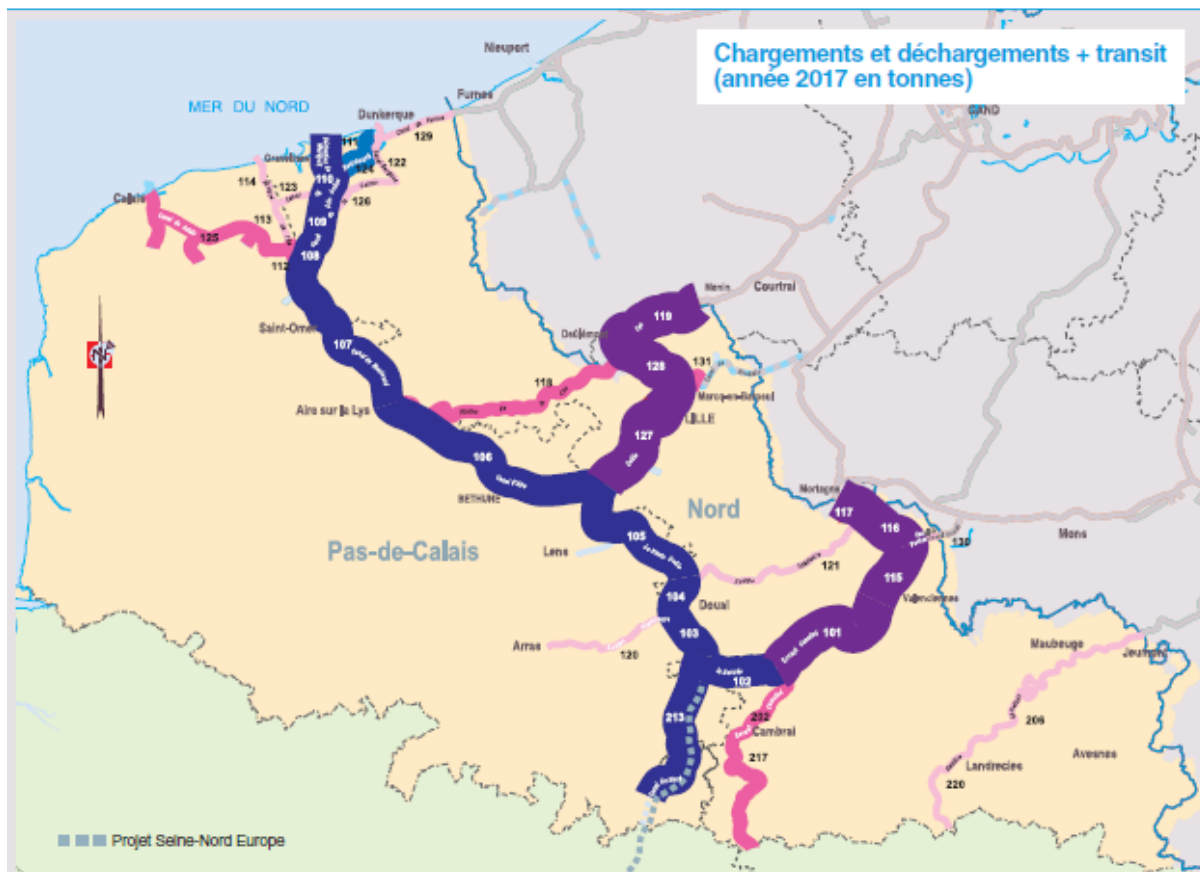 Chargements et déchargements + transit
(année 2017 en tonnes)
Nieuport
MER DU NORD
Furnes
Dunkerque
GAND
111
129
Gravelines
122
124
110
114
123
126
Calais
109
113
125
108
112
Menin
Courtrai
119
Saint-Omer
107
Deûlémont
128
131
118
Marcq-en-Baroeul
Aire sur la Lys
LILLE
127
106
BETHUNE
Mortagne
117
116
Nord
105
130
Mons
Pas-de-Calais
Lens
121
115
104
Valenciennes
Douai
103
101
Maubeuge
Jeumont
Arras
120
102
213
202
206
Cambrai
217
Avesnes
Landrecies
220
Projet Seine-Nord Europe